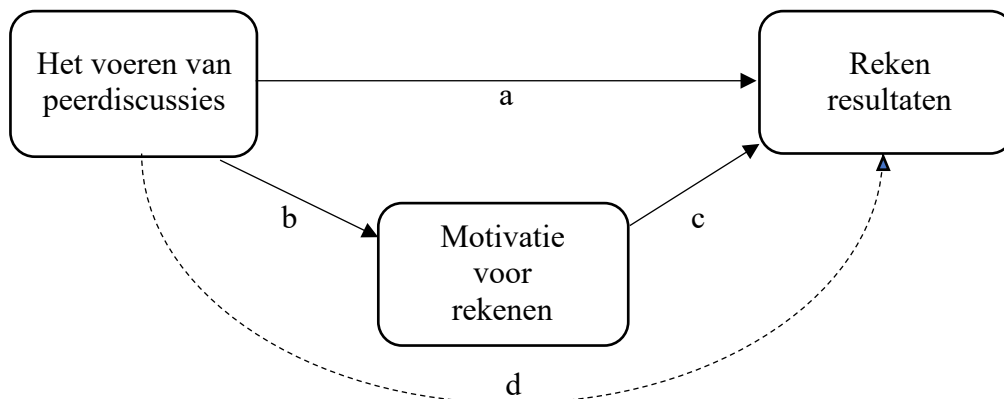 Het voeren van
peerdiscussies
Reken
resultaten
a
b
c
Motivatie
voor
rekenen
d